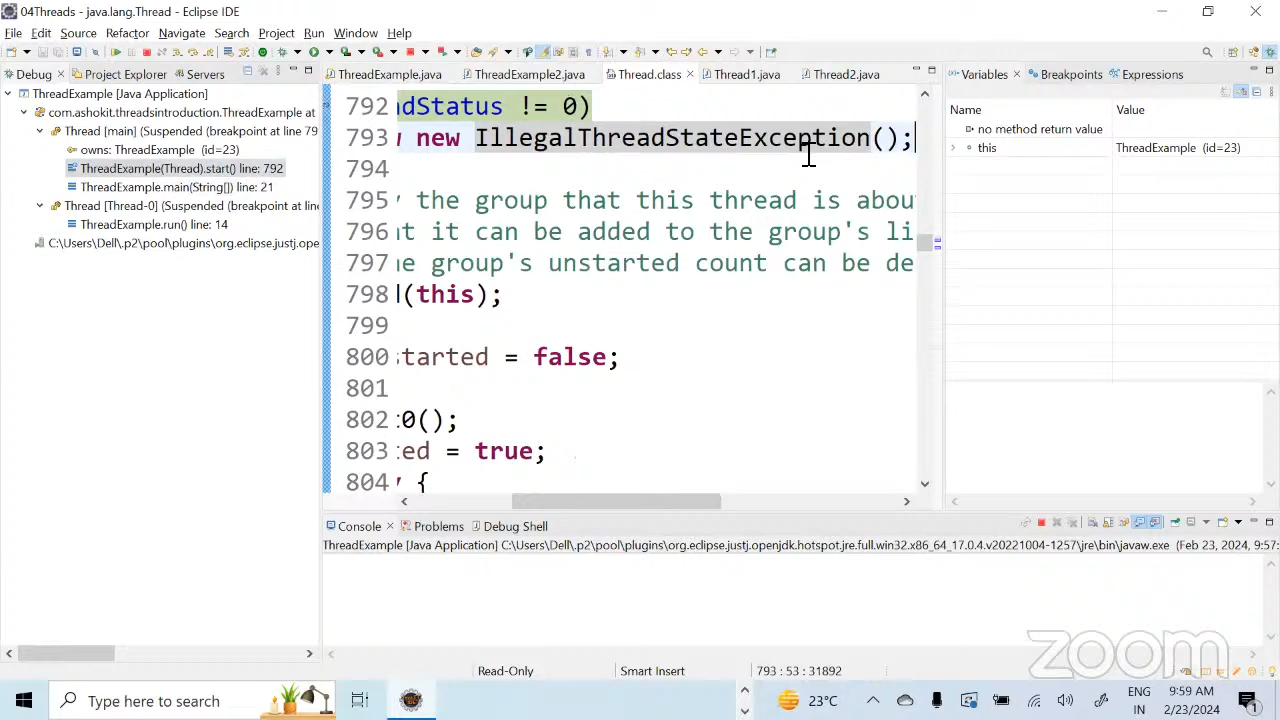 04Threads - java.lang.Thread - Eclipse IDE
File Edit Source Refactor Navigate Search Project Run Window Help
Debug Project Explorer Servers
ThreadExample [Java Application]
com.ashokit.introduction.ThreadExample at
Thread [main] (Suspended (breakpoint at line 79
owns: ThreadExample (id=23)
ThreadExample(Thread).start() line: 792
ThreadExample.main(String[]) line: 21
Thread [Thread-0] (Suspended (breakpoint at line
ThreadExample.run() line: 14
C:\Users\Dell\.p2\pool\plugins\org.eclipse.justj.openjd
ThreadExample.java ThreadExample2.java Thread.class Thread1.java Thread2.java
792 adStatus != 0)
793 new IllegalThreadStateException();
794
795 the group that this thread is abou
796 at it can be added to the group's li
797 e group's unstarted count can be de
798 (this);
799
800 started = false;
801
802 t0();
803 ted = true;
804 {
Variables Breakpoints Expressions
Name Value
no method return value
this ThreadExample (id=23)
Console Problems Debug Shell
ThreadExample [Java Application] C:\Users\Dell\.p2\pool\plugins\org.eclipse.justj.openjdk.hotspot.jre.full.win32.x86_64_17.0.4.v20221004-1257\jre\bin\javaw.exe (Feb 23, 2024, 9:57:
zoom
Read-Only Smart Insert 793 : 53 : 31892
Type here to search
23°C
ENG
IN
9:59 AM
2/23/2024
1